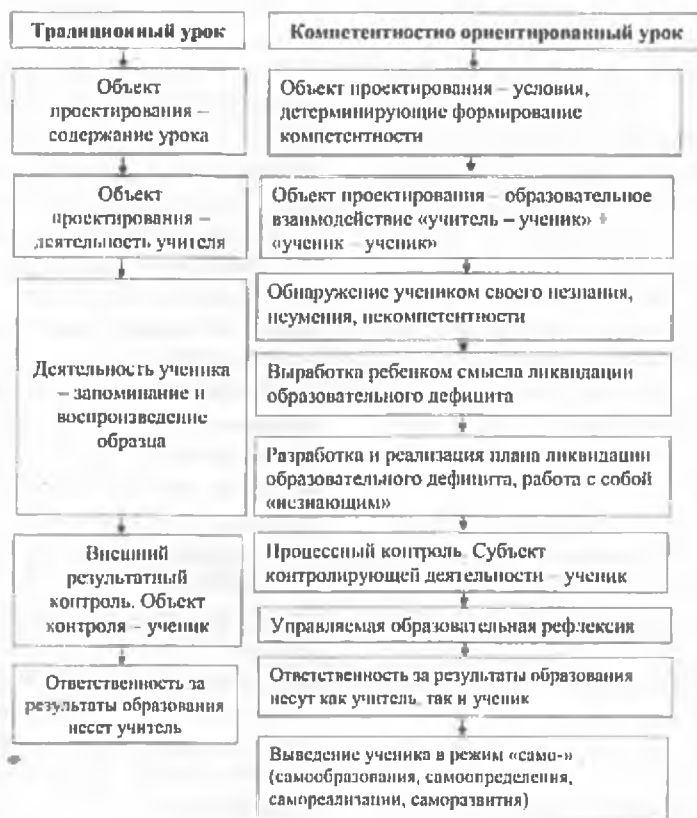 Традиционный урок
Объект
проектирования –
содержание урока
Объект
проектирования –
деятельность учителя
Деятельность ученика
– запоминание и
воспроизведение
образца
Внешний
результатный
контроль. Объект
контроля – ученик
Ответственность за
результаты образования
несет учитель
Компетентностно ориентированный урок
Объект проектирования – условия,
детерминирующие формирование
компетентности
Объект проектирования – образовательное
взаимодействие «учитель – ученик» +
«ученик – ученик»
Обнаружение учеником своего незнания,
неумения, некомпетентности
Выработка ребенком смысла ликвидации
образовательного дефицита
Разработка и реализация плана ликвидации
образовательного дефицита, работа с собой
«незнающим»
Процессный контроль. Субъект
контролирующей деятельности – ученик
Управляемая образовательная рефлексия
Ответственность за результаты образования
несут как учитель, так и ученик
Выведение ученика в режим «само-»
(самообразования, самоопределения,
самореализации, саморазвития)